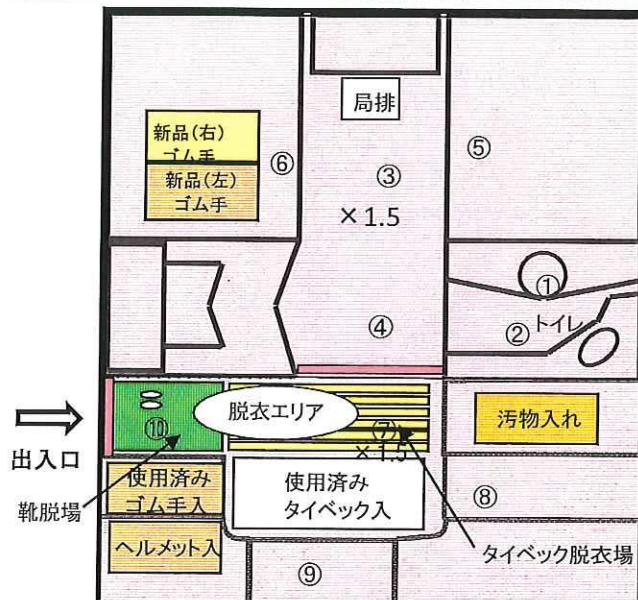 局排
新品(右)
ゴム手
新品(左)
ゴム手
⑥
③
×1.5
⑤
①
④
②
トイレ
出入口
⑩
脱衣エリア
⑦
×1.5
汚物入れ
靴脱場
使用済み
ゴム手入
使用済み
タイベック入
⑧
ヘルメット入
⑨
タイベック脱衣場